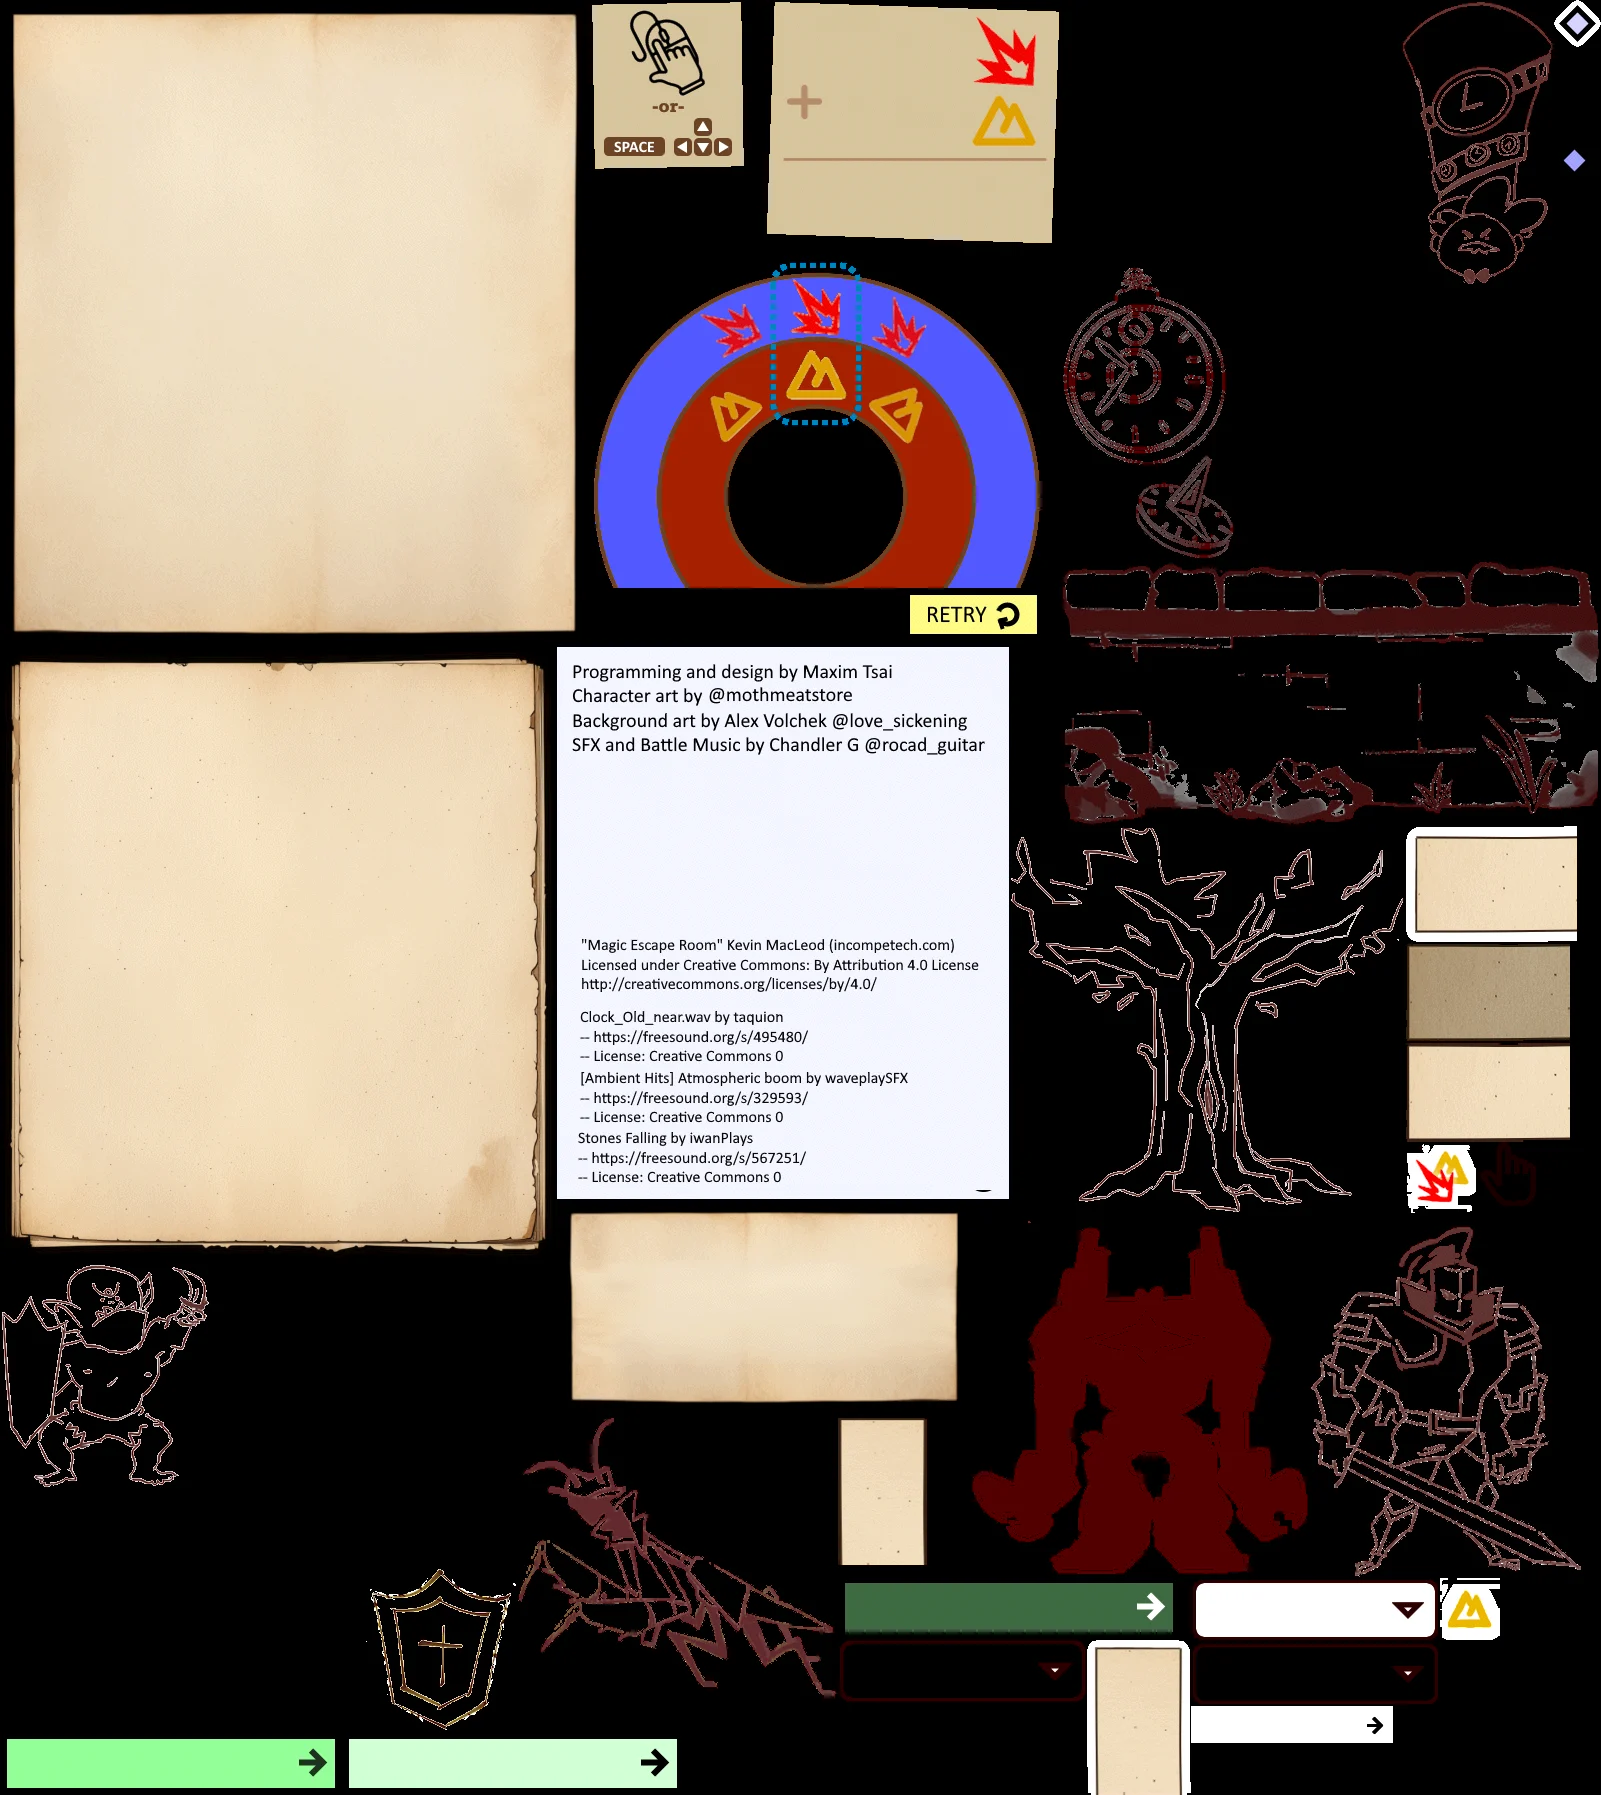 -or-
SPACE
RETRY
Programming and design by Maxim Tsai
Character art by @mothmeatstore
Background art by Alex Volchek @love_sickening
SFX and Battle Music by Chandler G @rocad_guitar
"Magic Escape Room" Kevin MacLeod (incompetech.com)
Licensed under Creative Commons: By Attribution 4.0 License
http://creativecommons.org/licenses/by/4.0/
Clock_Old_near.wav by taquion
-- https://freesound.org/s/495480/
-- License: Creative Commons 0
[Ambient Hits] Atmospheric boom by waveplaySFX
-- https://freesound.org/s/329593/
-- License: Creative Commons 0
Stones Falling by iwanPlays
-- https://freesound.org/s/567251/
-- License: Creative Commons 0